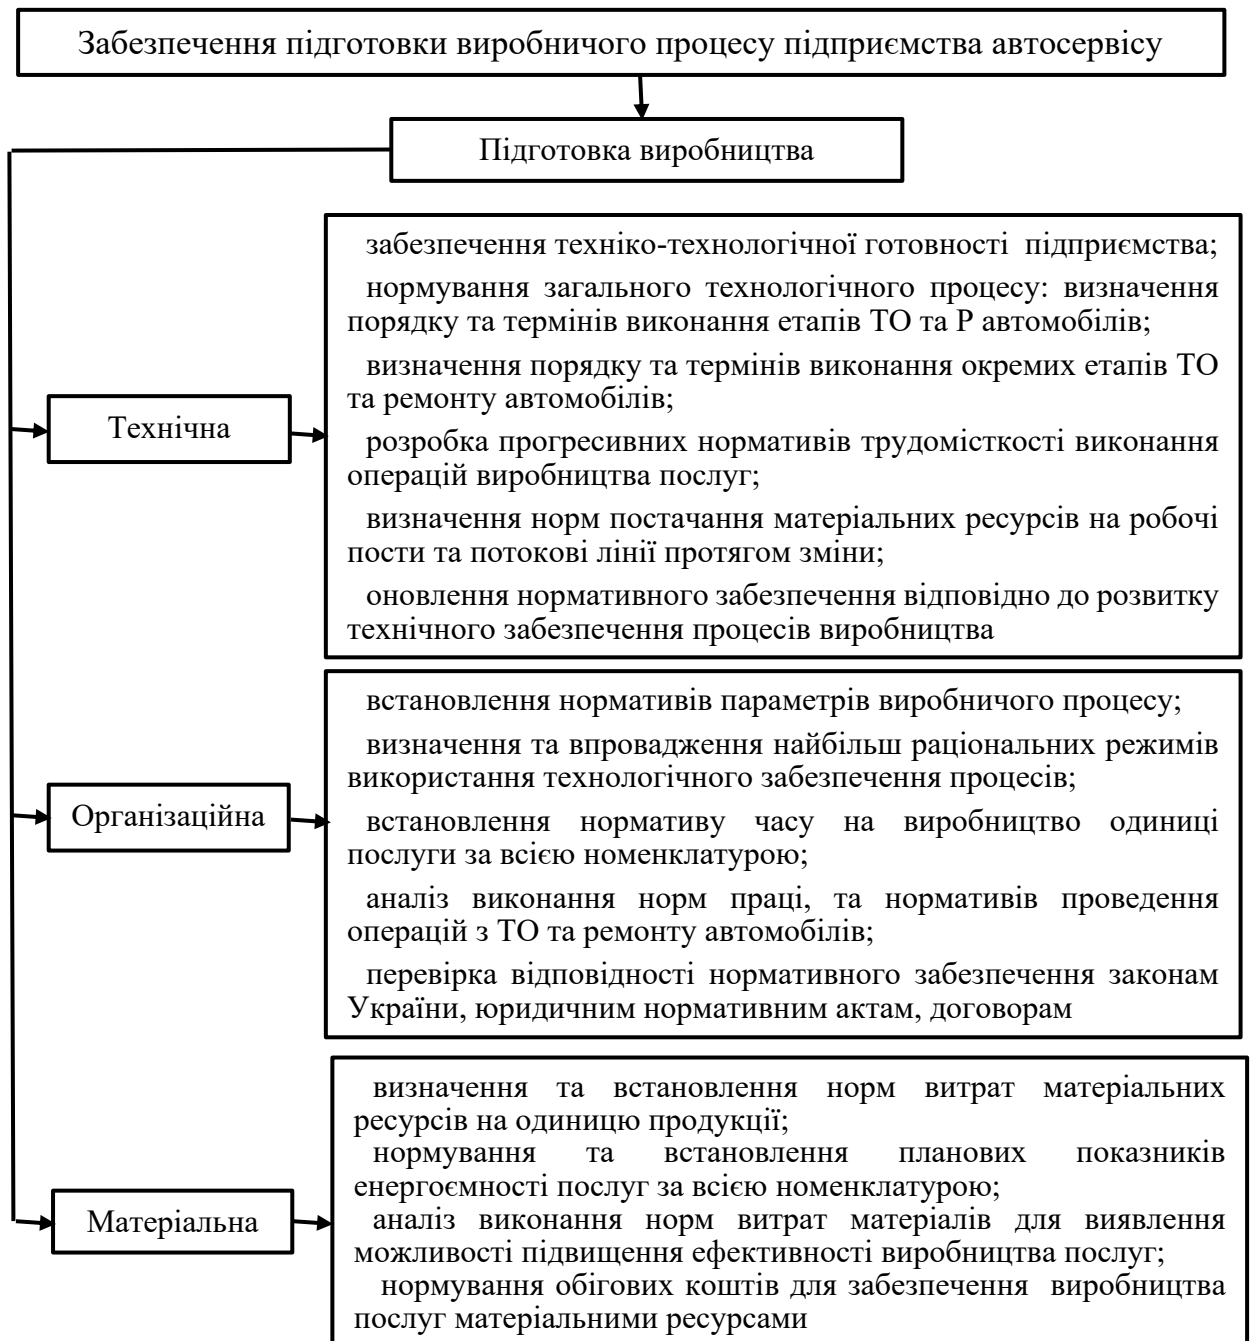 Забезпечення підготовки виробничого процесу підприємства автосервісу
Підготовка виробництва
Технічна
забезпечення техніко-технологічної готовності підприємства;
нормування загального технологічного процесу: визначення
порядку та термінів виконання етапів ТО та Р автомобілів;
визначення порядку та термінів виконання окремих етапів ТО
та ремонту автомобілів;
розробка прогресивних нормативів трудомісткості виконання
операцій виробництва послуг;
визначення норм постачання матеріальних ресурсів на робочі
пости та потокові лінії протягом зміни;
оновлення нормативного забезпечення відповідно до розвитку
технічного забезпечення процесів виробництва
Організаційна
встановлення нормативів параметрів виробничого процесу;
визначення та впровадження найбільш раціональних режимів
використання технологічного забезпечення процесів;
встановлення нормативу часу на виробництво одиниці
послуги за всією номенклатурою;
аналіз виконання норм праці, та нормативів проведення
операцій з ТО та ремонту автомобілів;
перевірка відповідності нормативного забезпечення законам
України, юридичним нормативним актам, договорам
Матеріальна
визначення та встановлення норм витрат матеріальних
ресурсів на одиницю продукції;
нормування та встановлення планових показників
енергоємності послуг за всією номенклатурою;
аналіз виконання норм витрат матеріалів для виявлення
можливості підвищення ефективності виробництва послуг;
нормування обігових коштів для забезпечення виробництва
послуг матеріальними ресурсами